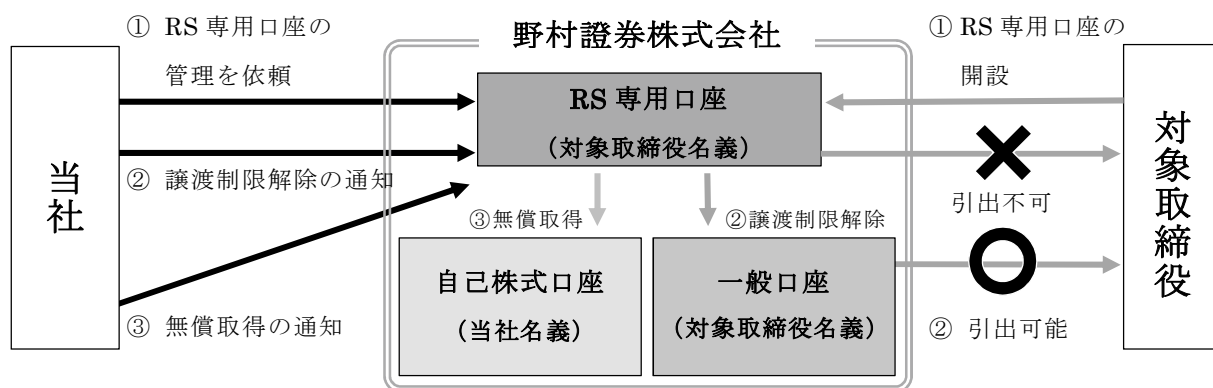 ① RS 専用口座の
管理を依頼
当社
② 譲渡制限解除の通知
③ 無償取得の通知
野村證券株式会社
RS 専用口座
(対象取締役名義)
③無償取得
②譲渡制限解除
自己株式口座
(当社名義)
一般口座
(対象取締役名義)
① RS 専用口座の
開設
引出不可
② 引出可能
対象取締役